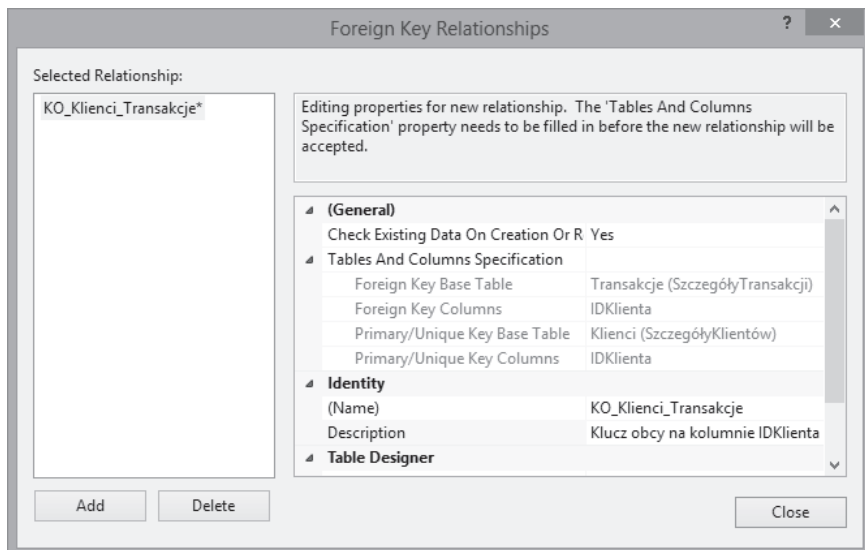 Foreign Key Relationships
? ×
Selected Relationship:
KO_Klienci_Transakcje*
Editing properties for new relationship. The 'Tables And Columns
Specification' property needs to be filled in before the new relationship will be
accepted.
(General)
Check Existing Data On Creation Or R Yes
Tables And Columns Specification
Foreign Key Base Table Transakcje (SzczegółyTransakcji)
Foreign Key Columns IDKlienta
Primary/Unique Key Base Table Klienci (SzczegółyKlientów)
Primary/Unique Key Columns IDKlienta
Identity
(Name) KO_Klienci_Transakcje
Description Klucz obcy na kolumnie IDKlienta
Table Designer
Add Delete
Close